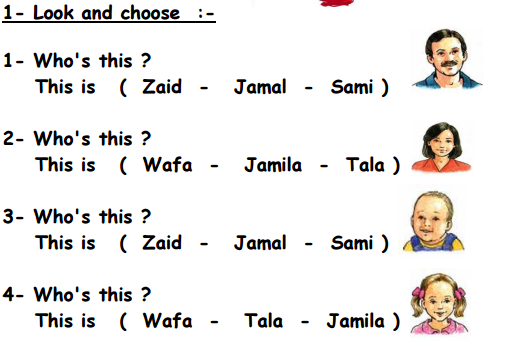 1- Look and choose :-
1- Who's this ?
This is ( Zaid - Jamal - Sami )
2- Who's this ?
This is ( Wafa - Jamila - Tala )
3- Who's this ?
This is ( Zaid - Jamal - Sami )
4- Who's this ?
This is ( Wafa - Tala - Jamila )